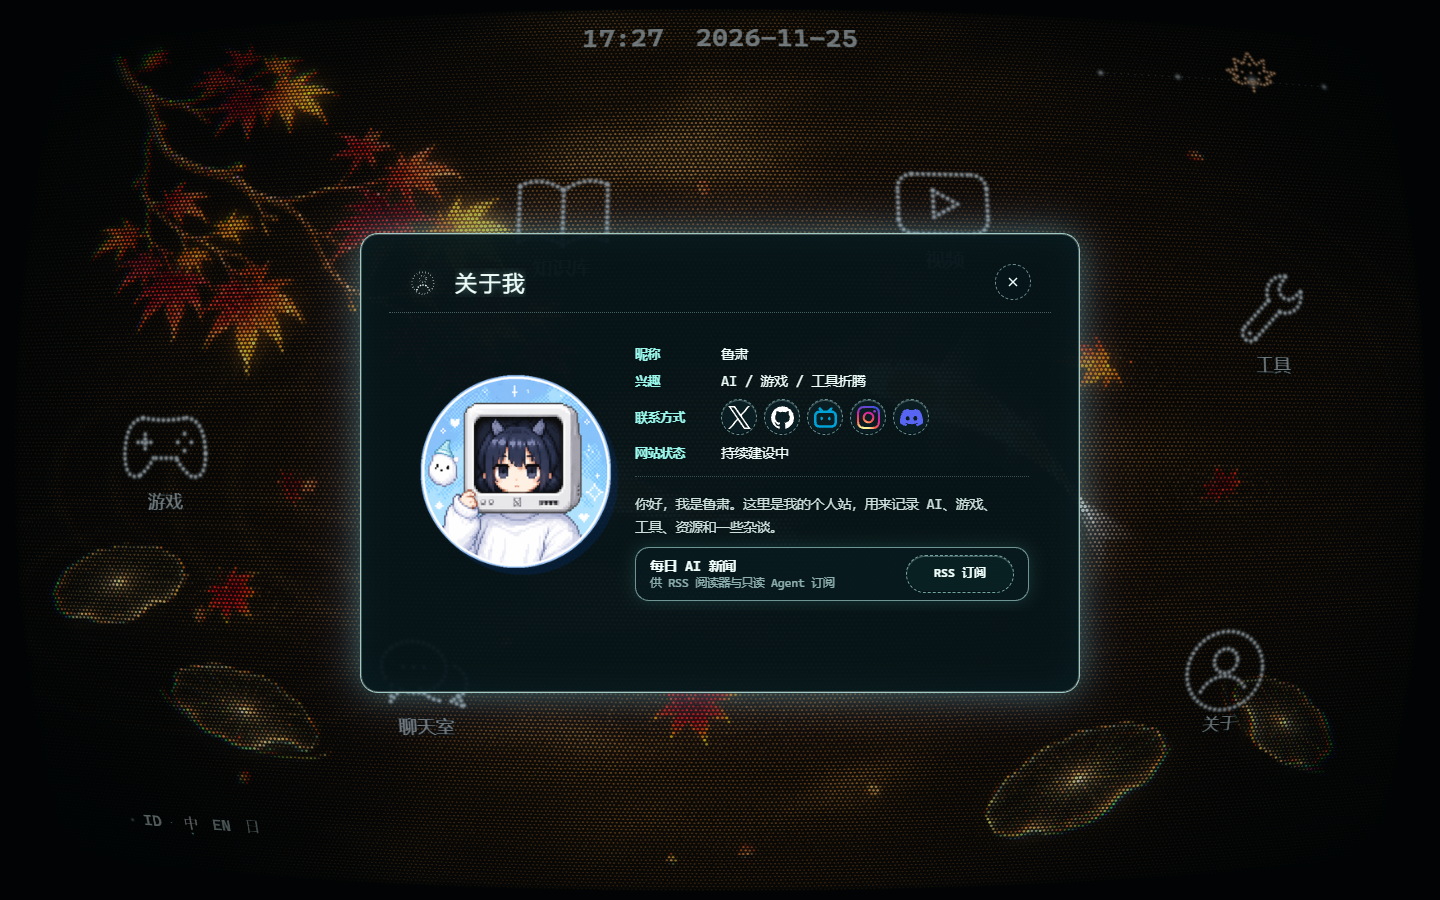 17:27 2026-11-25
关于我
×
昵称 鲁肃
兴趣 AI / 游戏 / 工具折腾
联系方式
网站状态 持续建设中
你好，我是鲁肃。这里是我的个人站，用来记录 AI、游戏、
工具、资源和一些杂谈。
每日 AI 新闻
供 RSS 阅读器与只读 Agent 订阅
RSS 订阅
工具
游戏
聊天室
关于
ID · 中 EN 日